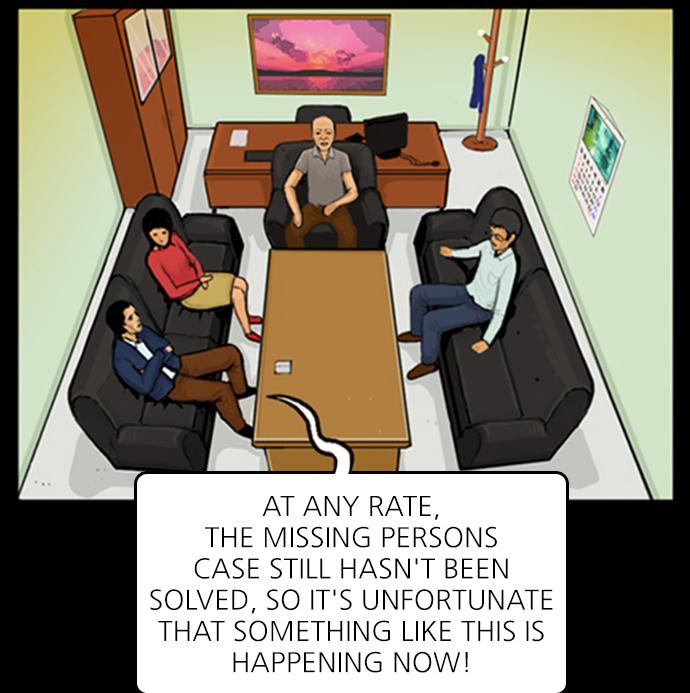 AT ANY RATE,
THE MISSING PERSONS
CASE STILL HASN'T BEEN
SOLVED, SO IT'S UNFORTUNATE
THAT SOMETHING LIKE THIS IS
HAPPENING NOW!